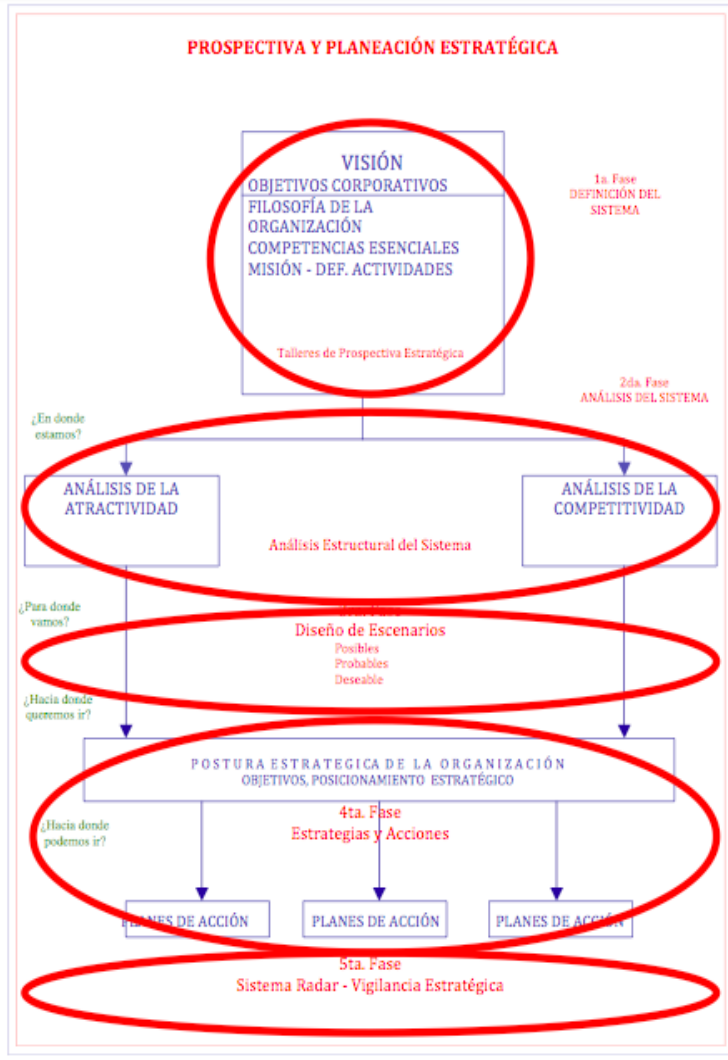 PROSPECTIVA Y PLANEACIÓN ESTRATÉGICA
VISIÓN
OBJETIVOS CORPORATIVOS
FILOSOFÍA DE LA
ORGANIZACIÓN
COMPETENCIAS ESENCIALES
MISIÓN - DEF. ACTIVIDADES
Talleres de Prospectiva Estratégica
1a. Fase
DEFINICIÓN DEL
SISTEMA
2da. Fase
ANÁLISIS DEL SISTEMA
¿En donde
estamos?
ANÁLISIS DE LA
ATRACTIVIDAD
ANÁLISIS DE LA
COMPETITIVIDAD
Análisis Estructural del Sistema
¿Para donde
vamos?
Fase
Diseño de Escenarios
Posibles
Probables
Deseable
¿Hacia donde
queremos ir?
POSTURA ESTRATEGICA DE LA ORGANIZACIÓN
OBJETIVOS, POSICIONAMIENTO ESTRATÉGICO
4ta. Fase
Estrategias y Acciones
¿Hacia donde
podemos ir?
PLANES DE ACCIÓN
PLANES DE ACCIÓN
PLANES DE ACCIÓN
5ta. Fase
Sistema Radar - Vigilancia Estratégica